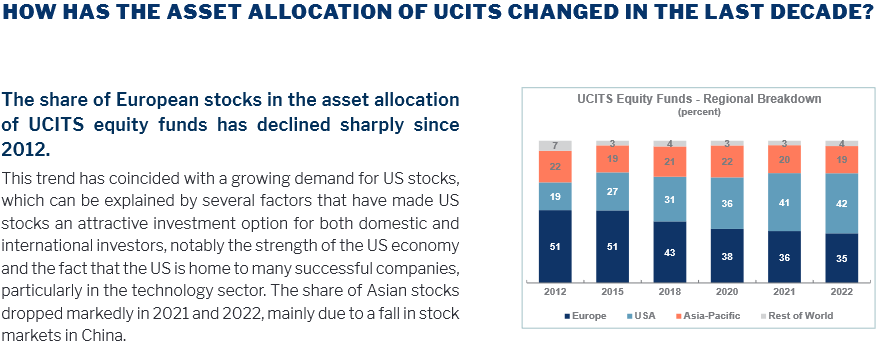 HOW HAS THE ASSET ALLOCATION OF UCITS CHANGED IN THE LAST DECADE?
The share of European stocks in the asset allocation
of UCITS equity funds has declined sharply since
2012.
This trend has coincided with a growing demand for US stocks,
which can be explained by several factors that have made US
stocks an attractive investment option for both domestic and
international investors, notably the strength of the US economy
and the fact that the US is home to many successful companies,
particularly in the technology sector. The share of Asian stocks
dropped markedly in 2021 and 2022, mainly due to a fall in stock
markets in China.
UCITS Equity Funds - Regional Breakdown
(percent)
7 3 4 3 3 4
22 19 21 22 20 19
19 27 31 36 41 42
51 51 43 38 36 35
2012 2015 2018 2020 2021 2022
Europe USA Asia-Pacific Rest of World